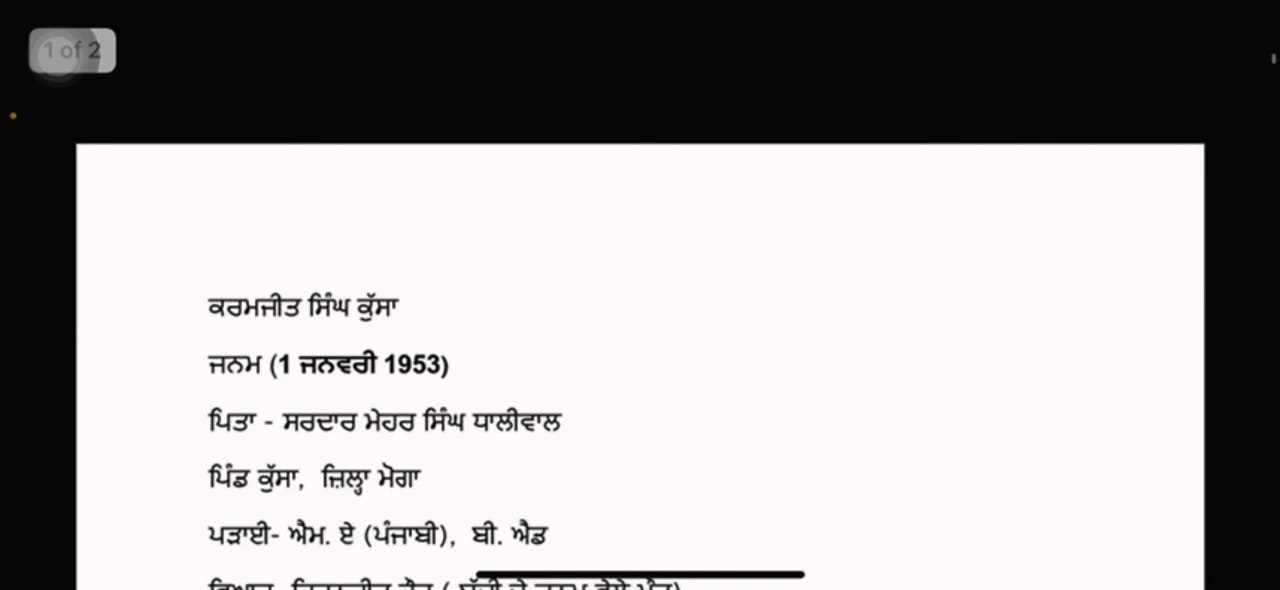 1 of 2
ਕਰਮਜੀਤ ਸਿੰਘ ਕੁੱਸਾ
ਜਨਮ (1 ਜਨਵਰੀ 1953)
ਪਿਤਾ - ਸਰਦਾਰ ਮੇਹਰ ਸਿੰਘ ਧਾਲੀਵਾਲ
ਪਿੰਡ ਕੁੱਸਾ, ਜ਼ਿਲ੍ਹਾ ਮੋਗਾ
ਪੜਾਈ- ਐਮ. ਏ (ਪੰਜਾਬੀ), ਬੀ. ਐਡ